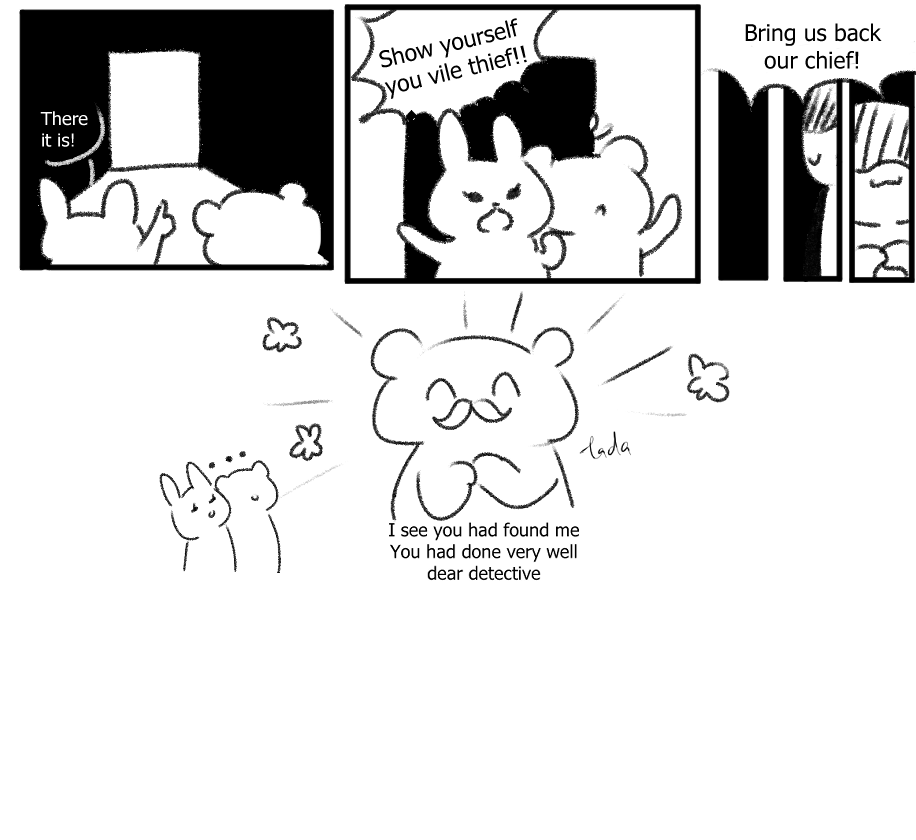 There
it is!
Show yourself
you vile thief!!
Bring us back
our chief!
...
tada
I see you had found me
You had done very well
dear detective